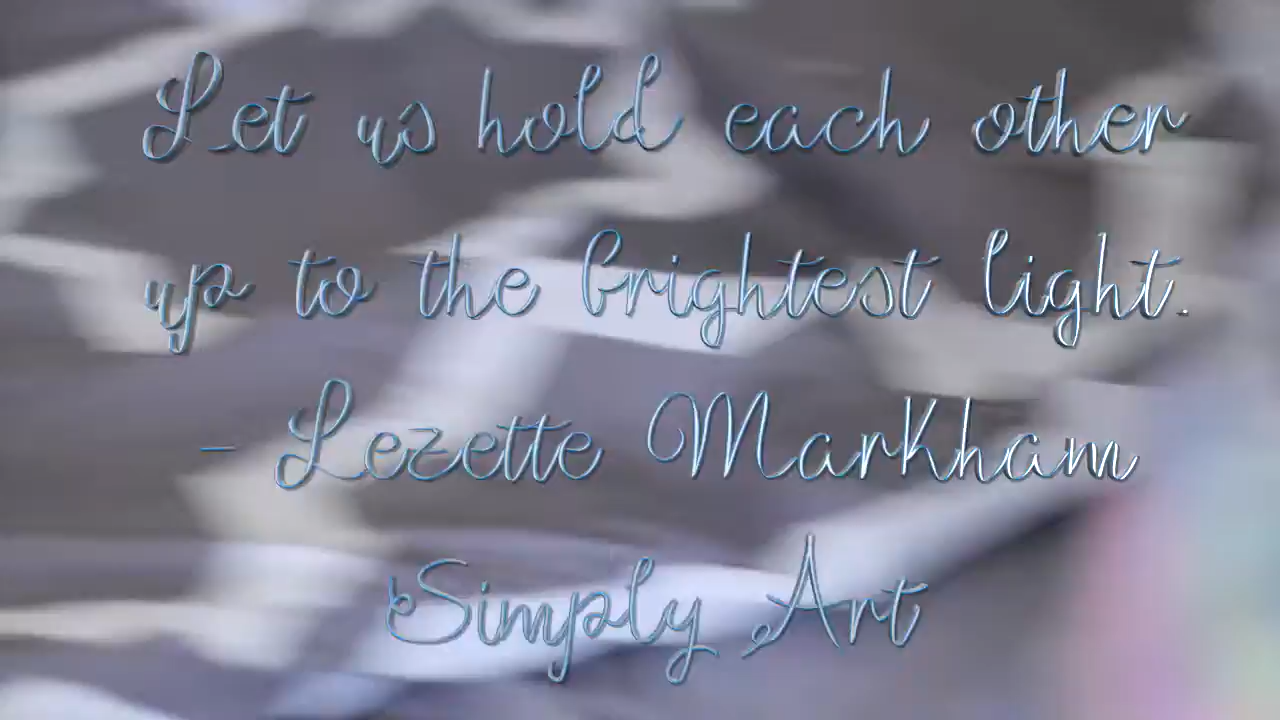 Let us hold each other
up to the brightest light.
- Lezette Markham
Simply Art